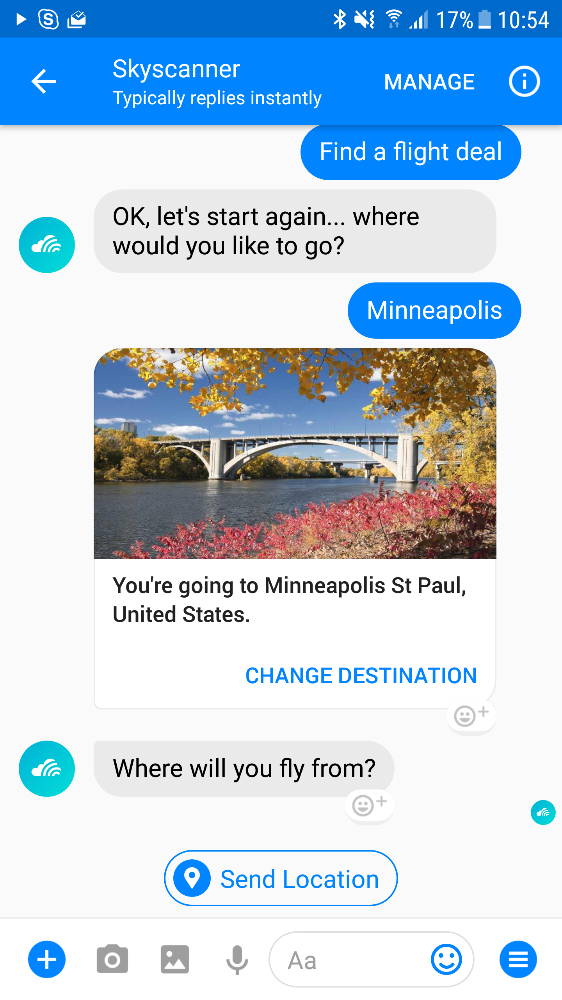 17% 10:54
Skyscanner
Typically replies instantly
MANAGE
Find a flight deal
OK, let's start again... where
would you like to go?
Minneapolis
You're going to Minneapolis St Paul,
United States.
CHANGE DESTINATION
Where will you fly from?
Send Location
Aa